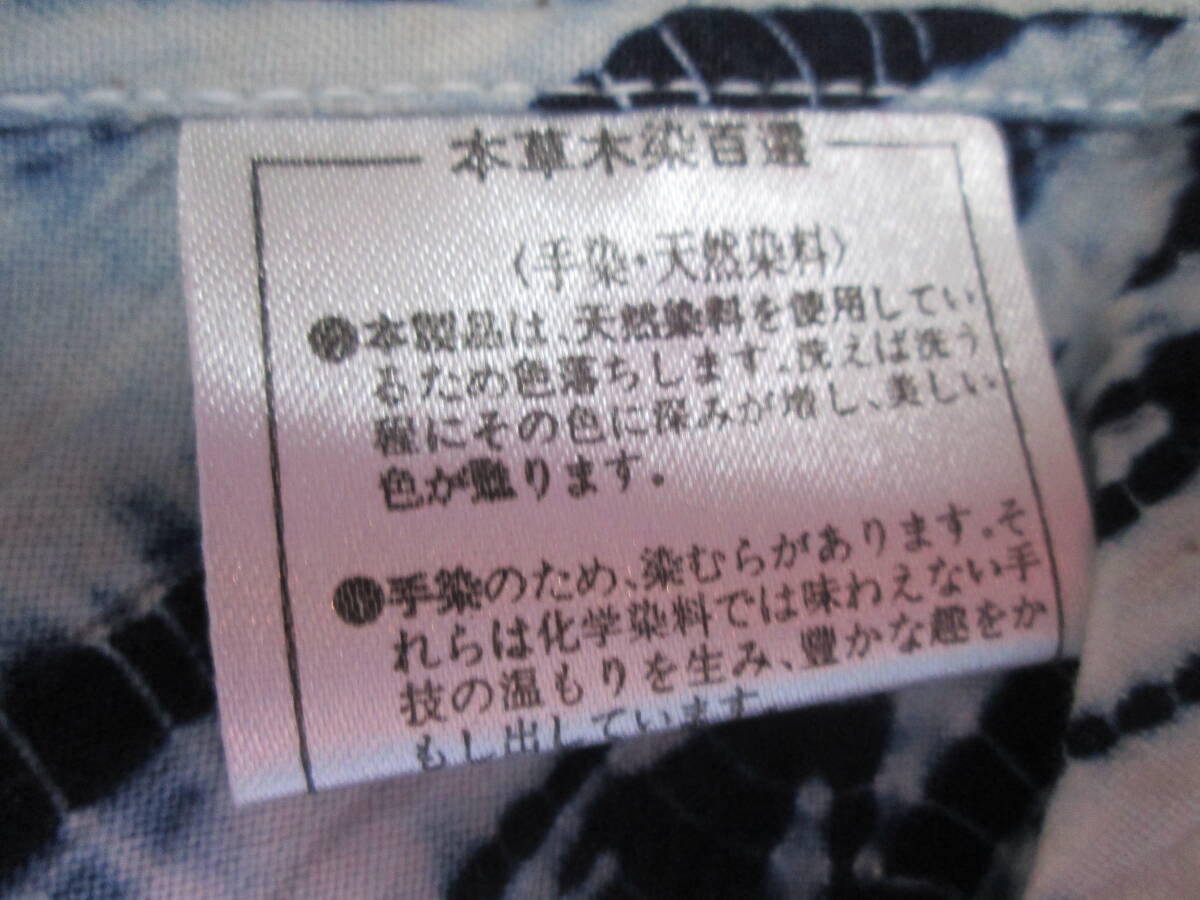 本草木染百選
〈手染・天然染料〉
本製品は、天然染料を使用してい
るため色落ちします。洗えば洗う
程にその色に深みが増し、美しい
色が甦ります。
手染のため、染むらがあります。そ
れらは化学染料では味わえない手
技の温もりを生み、豊かな趣をか
もし出しています。